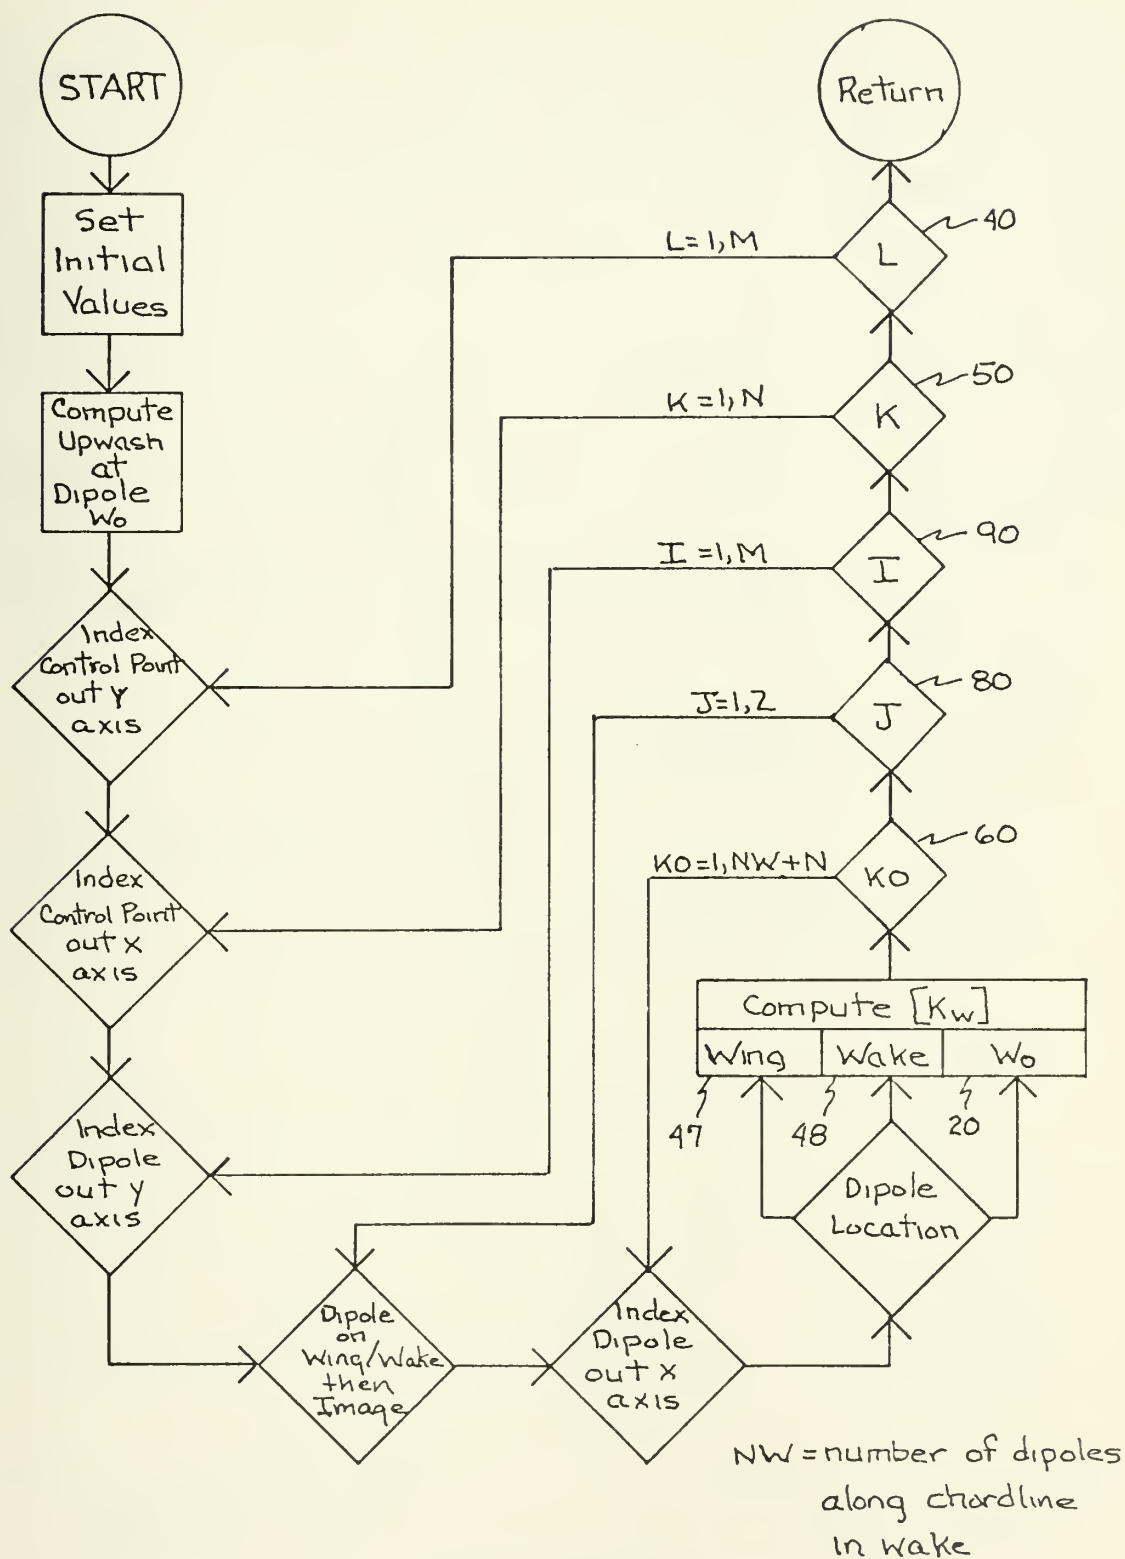 START
Set
Initial
Values
Compute
Upwash
at
Dipole
Wo
Index
Control Point
out Y
axis
Index
Control Point
out X
axis
Index
Dipole
out Y
axis
Dipole
on
Wing/Wake
then
Image
Index
Dipole
out X
axis
Dipole
Location
Compute [Kw]
Wing Wake Wo
47 48 20
KO=1,NW+N KO 60
J=1,2 J 80
I=1,M I 90
K=1,N K 50
L=1,M L 40
Return
NW=number of dipoles
along chordline
in wake